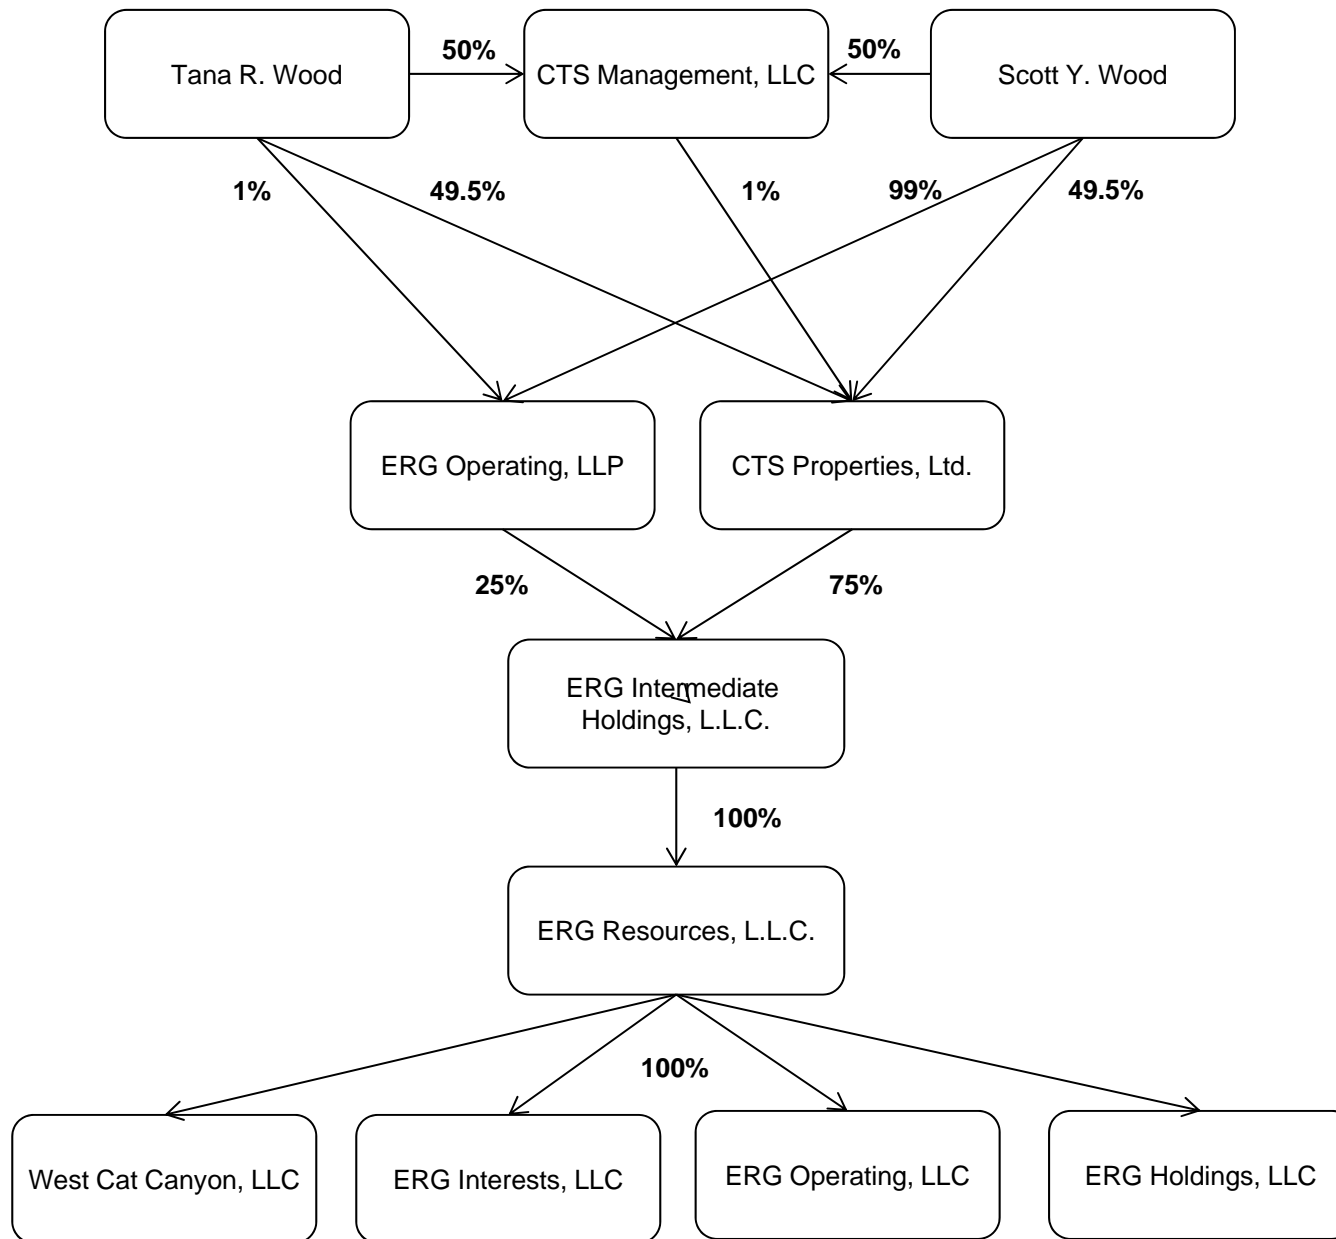 50%
50%
Tana R. Wood
CTS Management, LLC
Scott Y. Wood
1%
49.5%
1%
99%
49.5%
ERG Operating, LLP
CTS Properties, Ltd.
25%
75%
ERG Intermediate
Holdings, L.L.C.
100%
ERG Resources, L.L.C.
100%
West Cat Canyon, LLC
ERG Interests, LLC
ERG Operating, LLC
ERG Holdings, LLC